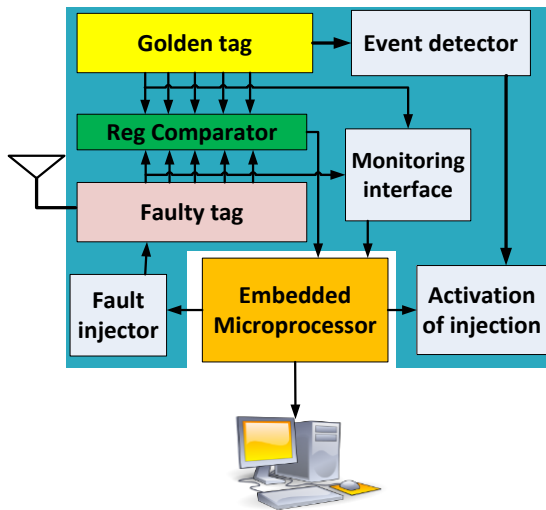 Golden tag
Event detector
Reg Comparator
Monitoring
interface
Faulty tag
Fault
injector
Embedded
Microprocessor
Activation
of injection